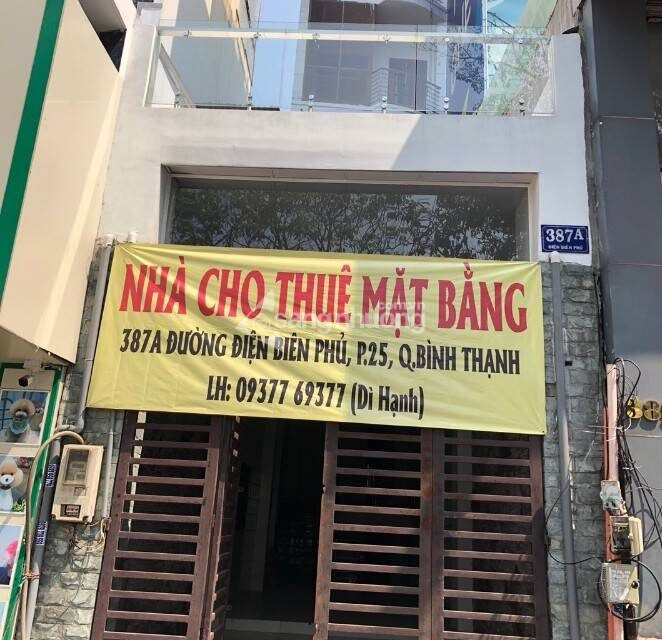 387A
ĐIỆN BIÊN PHỦ
NHÀ CHO THUÊ MẶT BẰNG
387A ĐƯỜNG ĐIỆN BIÊN PHỦ, P.25, Q.BÌNH THẠNH
LH: 09377 69377 (Dì Hạnh)